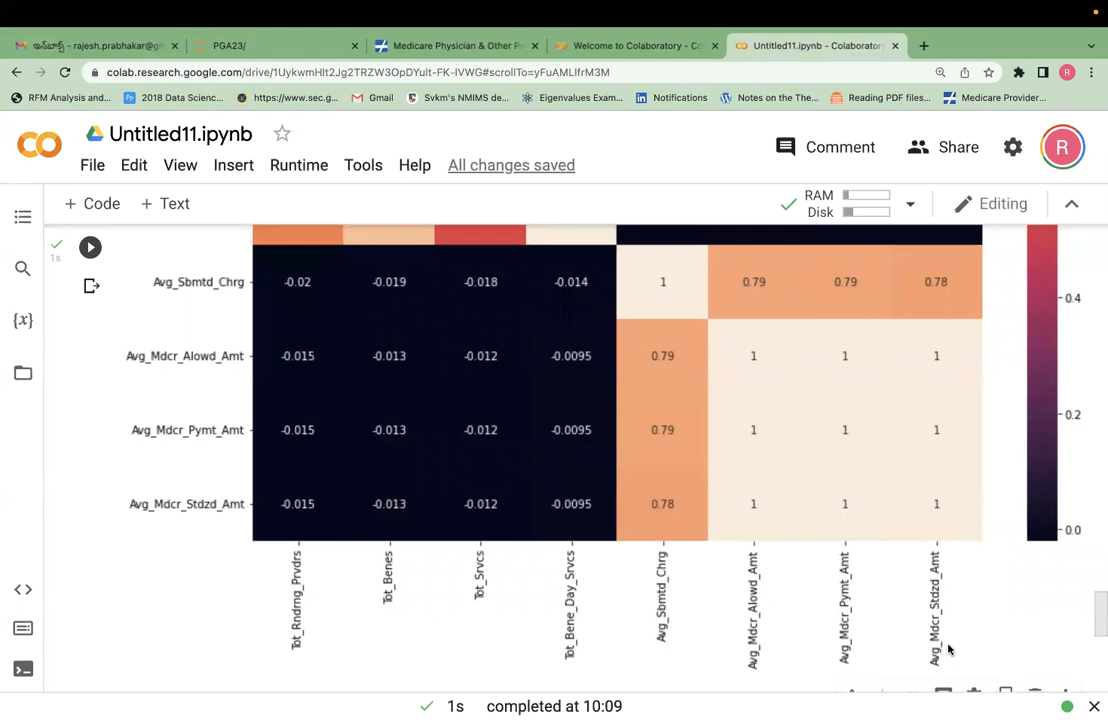 ఇన్‌బాక్స్ - rajesh.prabhakar@gm
PGA23/
Medicare Physician & Other Pr
Welcome to Colaboratory - Col
Untitled11.ipynb - Colaborator
colab.research.google.com/drive/
RFM Analysis and...
2018 Data Scienc...
https://www.sec.g...
Gmail
Svkm's NMIMS de...
Eigenvalues Exam...
Notifications
Notes on the The...
Reading PDF files...
Medicare Provider...
CO Untitled11.ipynb
R
File Edit View Insert Runtime Tools Help All changes saved
Comment Share
+ Code + Text
RAM
Disk
Editing
1s
Avg_Sbmtd_Chrg -0.02 -0.019 -0.018 -0.014 1 0.79 0.79 0.78
0.4
Avg_Mdcr_Alowd_Amt -0.015 -0.013 -0.012 -0.0095 0.79 1 1 1
0.2
Avg_Mdcr_Pymt_Amt -0.015 -0.013 -0.012 -0.0095 0.79 1 1 1
Avg_Mdcr_Stdzd_Amt -0.015 -0.013 -0.012 -0.0095 0.78 1 1 1
0.0
Tot_Rndrng_Prvdrs
Tot_Benes
Tot_Srvcs
Tot_Bene_Day_Srvcs
Avg_Sbmtd_Chrg
Avg_Mdcr_Alowd_Amt
Avg_Mdcr_Pymt_Amt
Avg_Mdcr_Stdzd_Amt
1s completed at 10:09